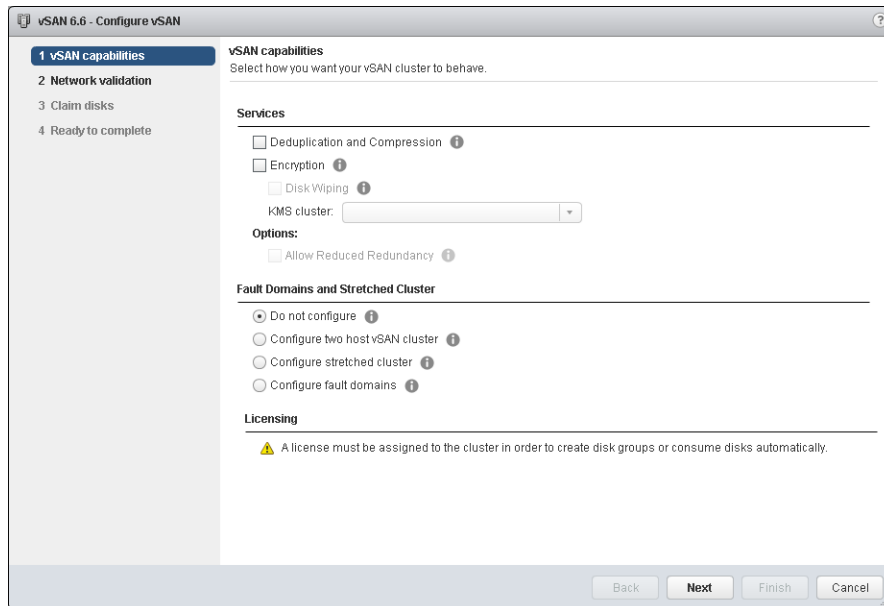 vSAN 6.6 - Configure vSAN
?
1 vSAN capabilities
2 Network validation
3 Claim disks
4 Ready to complete
vSAN capabilities
Select how you want your vSAN cluster to behave.
Services
Deduplication and Compression
Encryption
Disk Wiping
KMS cluster:
Options:
Allow Reduced Redundancy
Fault Domains and Stretched Cluster
Do not configure
Configure two host vSAN cluster
Configure stretched cluster
Configure fault domains
Licensing
A license must be assigned to the cluster in order to create disk groups or consume disks automatically.
Back Next Finish Cancel